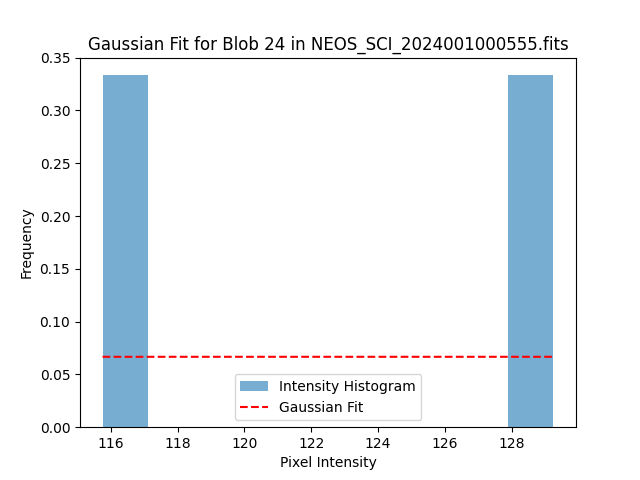 Gaussian Fit for Blob 24 in NEOS_SCI_2024001000555.fits
Frequency
0.35
0.30
0.25
0.20
0.15
0.10
0.05
0.00
Intensity Histogram
Gaussian Fit
116 118 120 122 124 126 128
Pixel Intensity